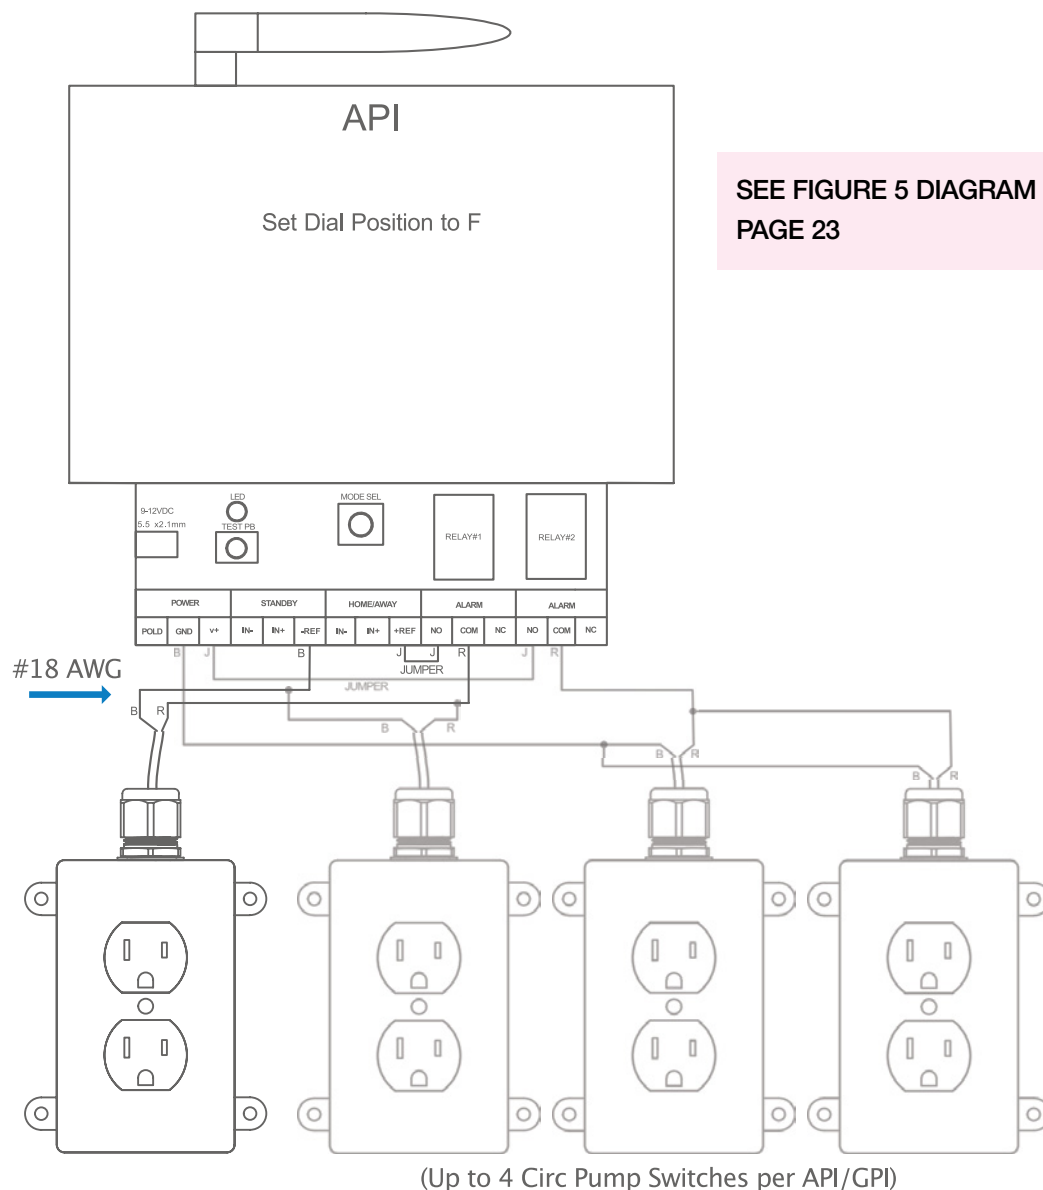 API
Set Dial Position to F
SEE FIGURE 5 DIAGRAM
PAGE 23
9-12VDC
5.5 x2.1mm
LED
TEST PB
MODE SEL
RELAY#1
RELAY#2
POWER STANDBY HOME/AWAY ALARM ALARM
POLD GND v+ IN- IN+ -REF IN- IN+ +REF NO COM NC NO COM NC
B J B J J R J R
JUMPER
#18 AWG
JUMPER
B R B R B R B R
(Up to 4 Circ Pump Switches per API/GPI)